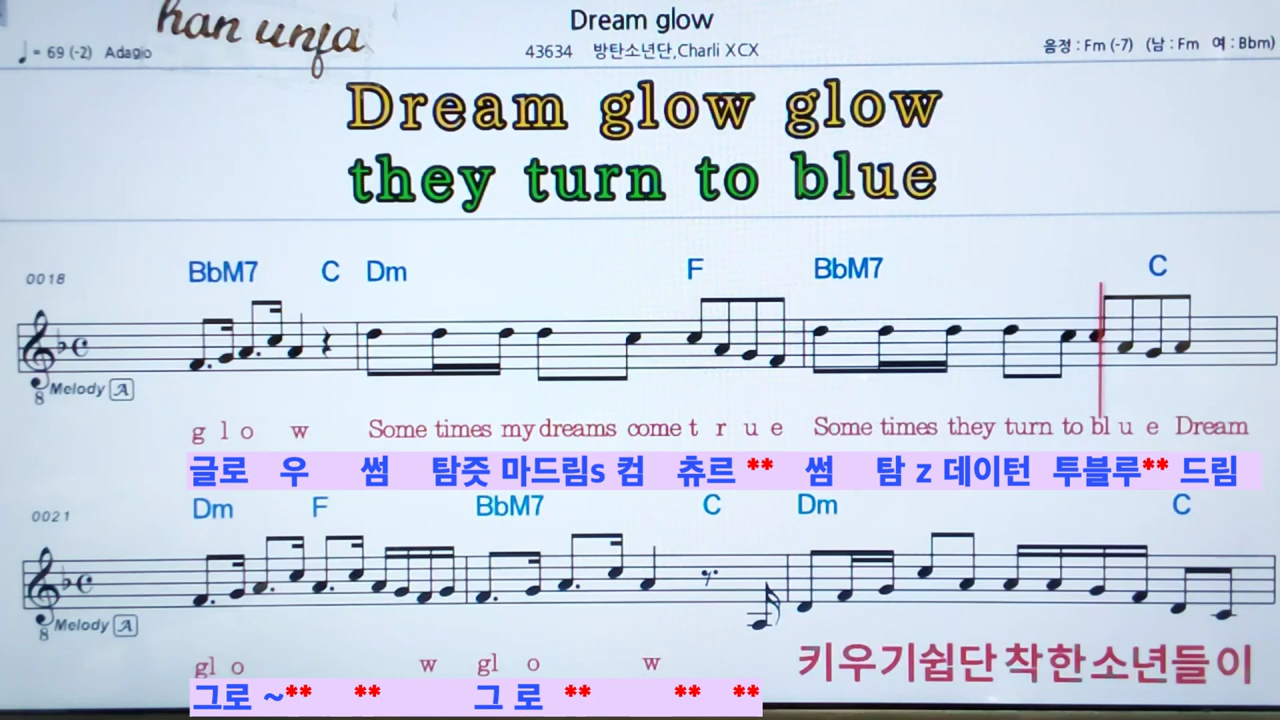 han unfa
Dream glow
♩ = 69 (-2) Adagio
43634 방탄소년단,Charli XCX
음정 : Fm (-7) (남 : Fm 여 : Bbm)
Dream glow glow
they turn to blue
0018 BbM7 C Dm F BbM7 C
8 Melody A
g l o w Some times my dreams come t r u e Some times they turn to bl u e Dream
글로 우 썸 탐즛 마드림s 컴 츄르 ** 썸 탐 z 데이턴 투블루** 드림
0021 Dm F BbM7 C Dm C
8 Melody A
gl o w gl o w 키우기쉽단 착한소년들이
그로 ~** ** 그 로 ** ** **